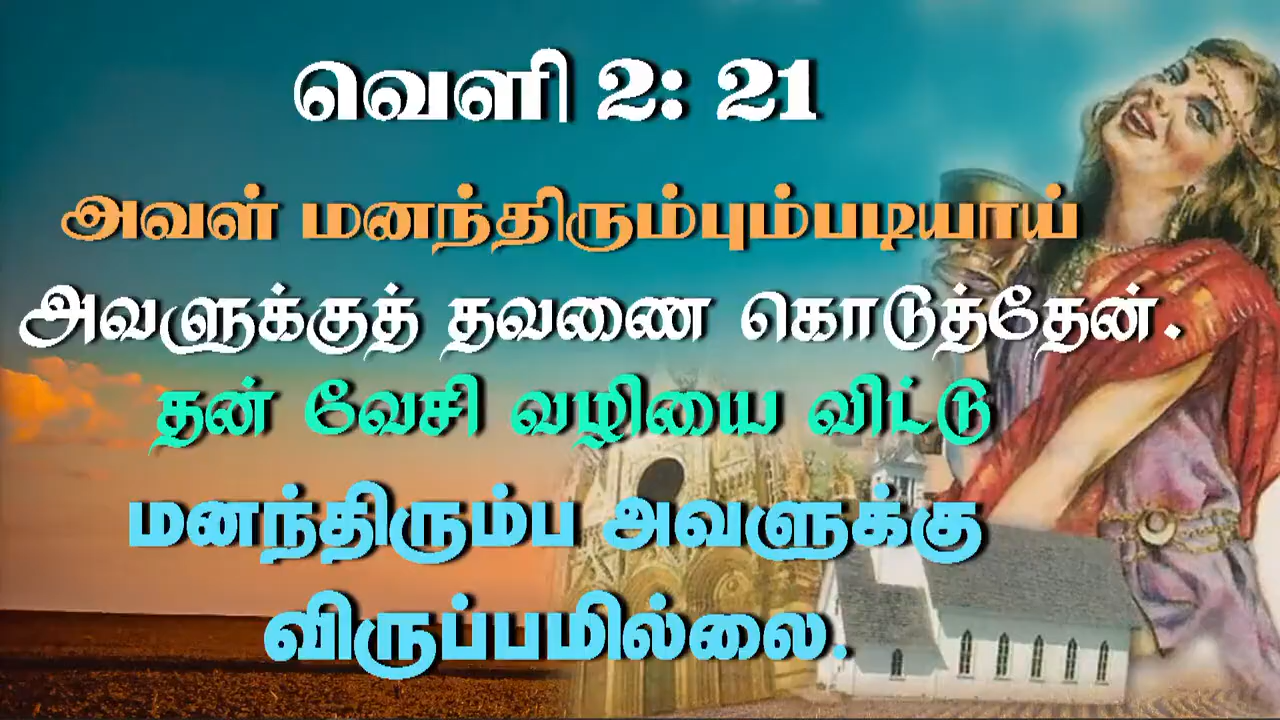 வெளி 2: 21
அவள் மனந்திரும்பும்படியாய்
அவளுக்குத் தவணை கொடுத்தேன்.
தன் வேசி வழியை விட்டு
மனந்திரும்ப அவளுக்கு
விருப்பமில்லை.